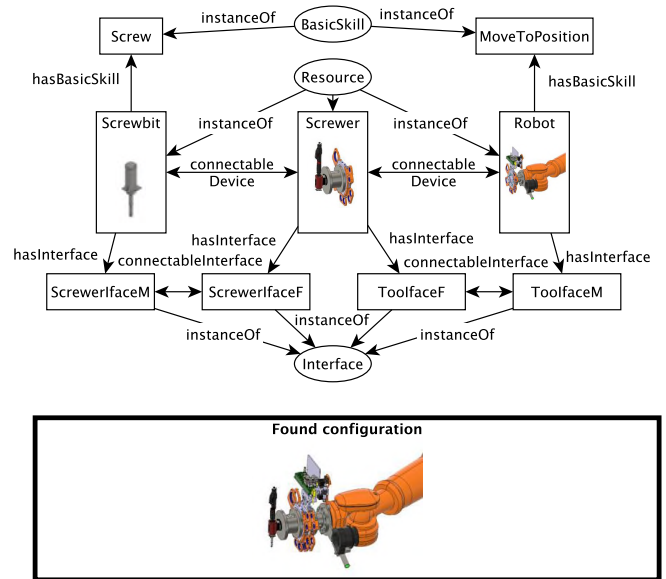 instanceOf
BasicSkill
instanceOf
Screw
MoveToPosition
hasBasicSkill
Resource
hasBasicSkill
Screwbit
instanceOf
Screwer
instanceOf
Robot
connectable
Device
connectable
Device
hasInterface
hasInterface
hasInterface
hasInterface
connectableInterface
connectableInterface
ScrewerIfaceM
ScrewerIfaceF
ToolfaceF
ToolfaceM
instanceOf
instanceOf
instanceOf
Interface
Found configuration